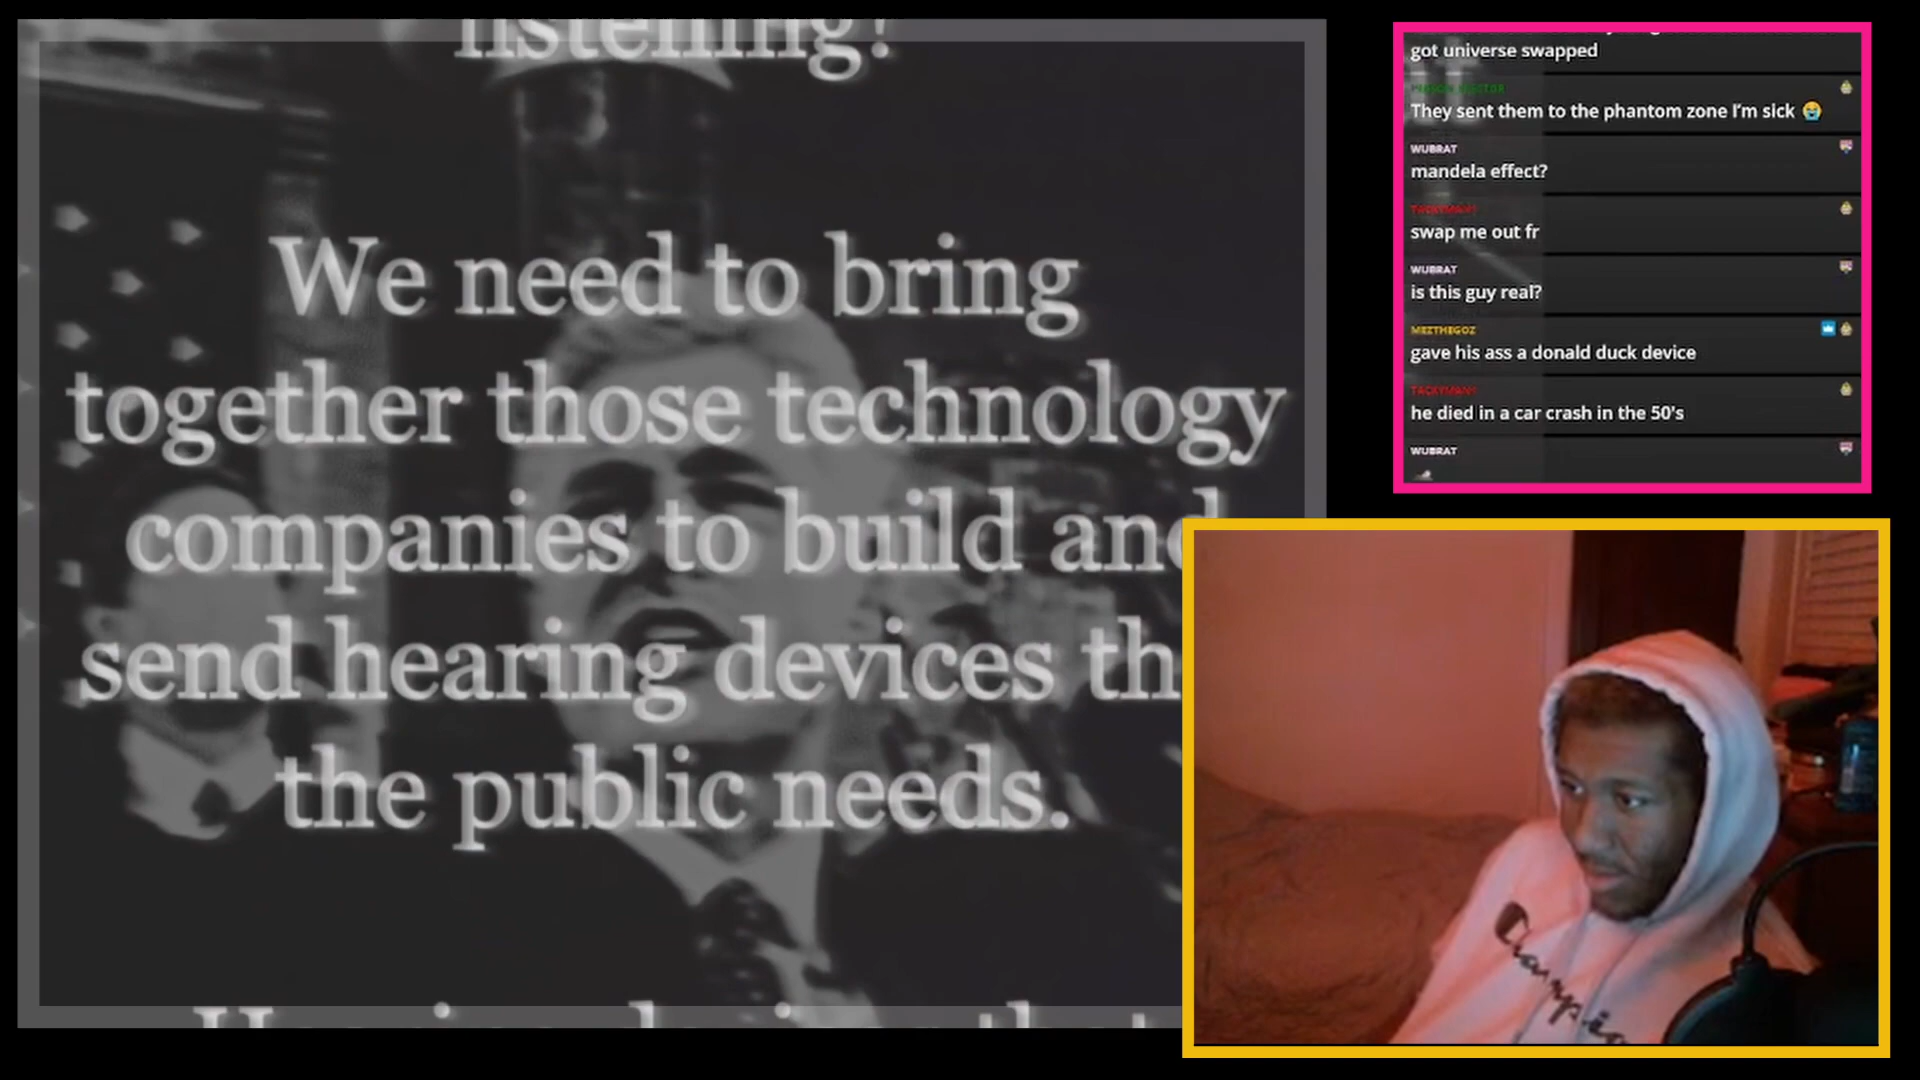 listening!
We need to bring
together those technology
companies to build and
send hearing devices th
the public needs.
got universe swapped
They sent them to the phantom zone I'm sick 😭
WUBRAT
mandela effect?
TACKYMAN1
swap me out fr
WUBRAT
is this guy real?
MEZTHEGOZ
gave his ass a donald duck device
he died in a car crash in the 50's
WUBRAT
Champio